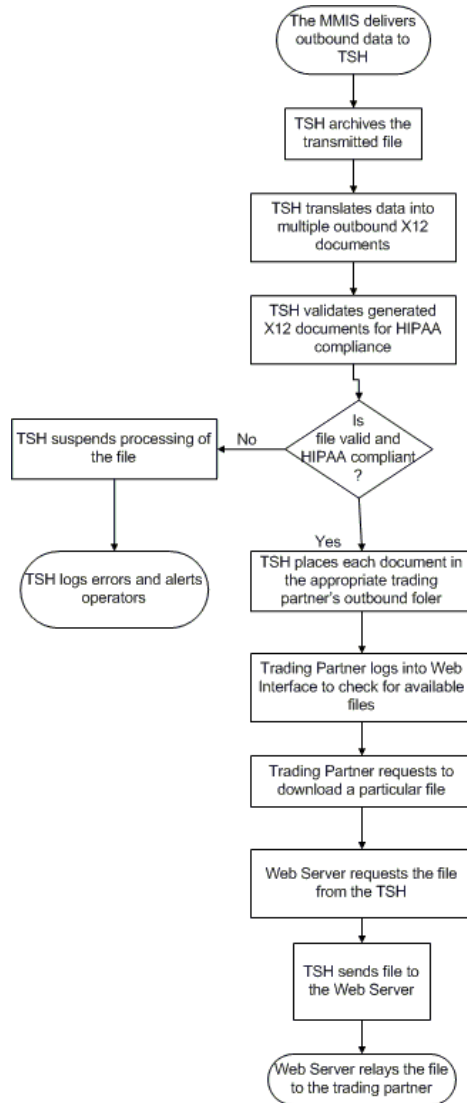 The MMIS delivers
outbound data to
TSH
TSH archives the
transmitted file
TSH translates data into
multiple outbound X12
documents
TSH validates generated
X12 documents for HIPAA
compliance
Is
file valid and
HIPAA compliant
?
No
TSH suspends processing of
the file
TSH logs errors and alerts
operators
Yes
TSH places each document in
the appropriate trading
partner's outbound foler
Trading Partner logs into Web
Interface to check for available
files
Trading Partner requests to
download a particular file
Web Server requests the file
from the TSH
TSH sends file to
the Web Server
Web Server relays the file
to the trading partner